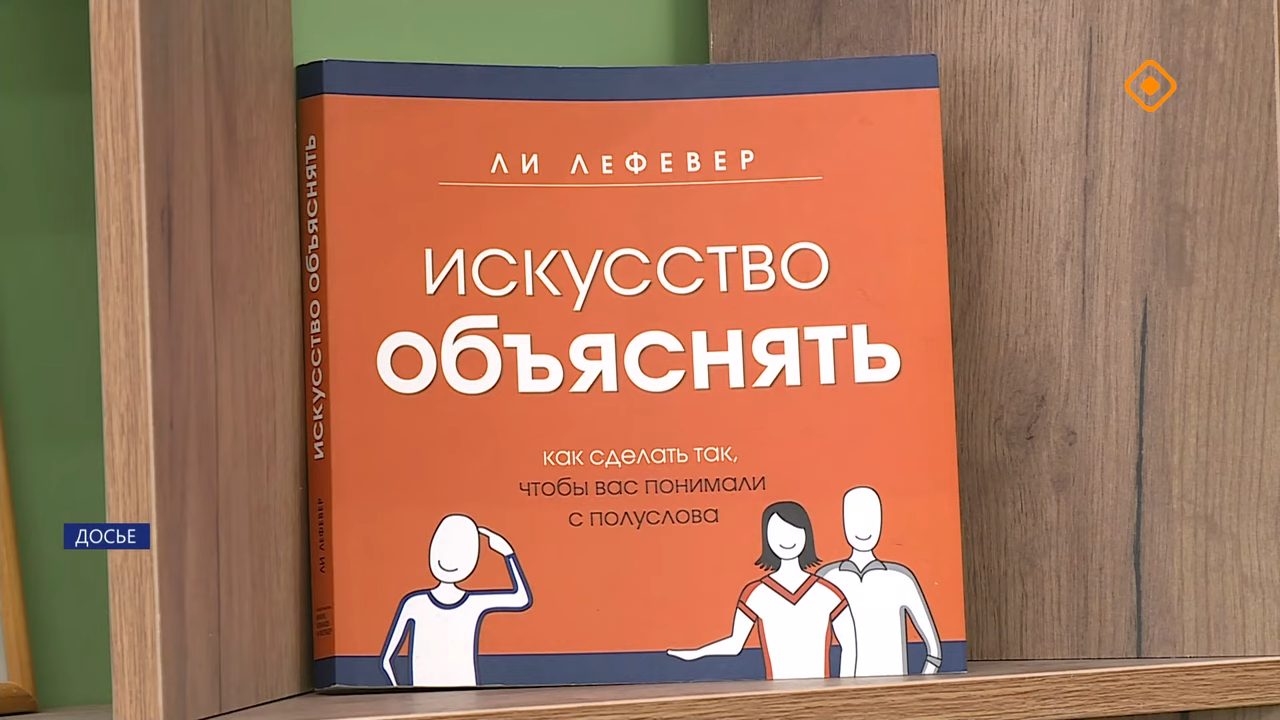 ЛИ ЛЕФЕВЕР
ИСКУССТВО
ОБЪЯСНЯТЬ
как сделать так,
чтобы вас понимали
с полуслова
ИСКУССТВО ОБЪЯСНЯТЬ
ЛИ ЛЕФЕВЕР
ДОСЬЕ